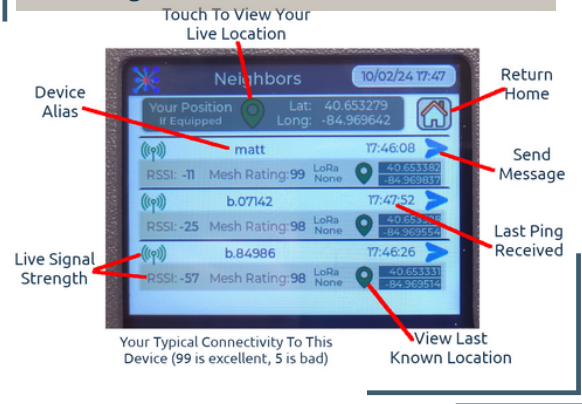 Touch To View Your
Live Location
Device
Alias
Return
Home
Neighbors
10/02/24 17:47
Your Position
If Equipped
Lat: 40.653279
Long: -84.969642
matt 17:46:08
RSSI: -11 Mesh Rating: 99 LoRa None
40.653382
-84.969837
Send
Message
b.07142 17:47:52
RSSI: -25 Mesh Rating: 98 LoRa None
-84.969554
Last Ping
Received
b.84986 17:46:26
RSSI: -57 Mesh Rating: 98 LoRa None
40.653331
-84.969514
Live Signal
Strength
Your Typical Connectivity To This
Device (99 is excellent, 5 is bad)
View Last
Known Location